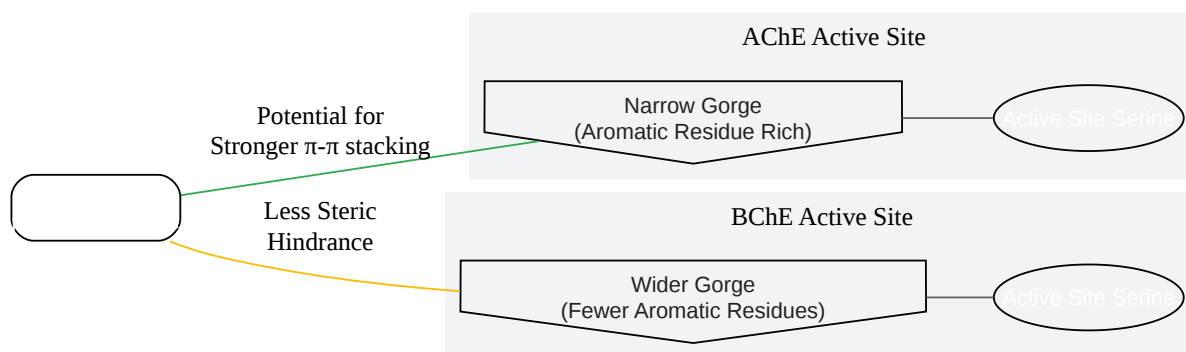 AChE Active Site
Narrow Gorge
(Aromatic Residue Rich)
Active Site Serine
Potential for
Stronger π-π stacking
Less Steric
Hindrance
BChE Active Site
Wider Gorge
(Fewer Aromatic Residues)
Active Site Serine